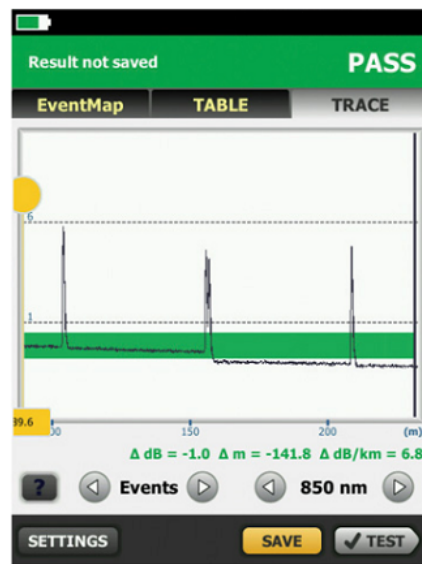 Result not saved PASS
EventMap TABLE TRACE
6
1
39.6
150 200 (m)
Δ dB = -1.0 Δ m = -141.8 Δ dB/km = 6.8
? Events 850 nm
SETTINGS SAVE TEST